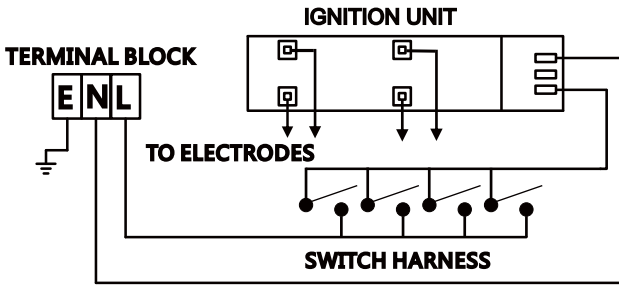 IGNITION UNIT
TERMINAL BLOCK
E N L
TO ELECTRODES
SWITCH HARNESS